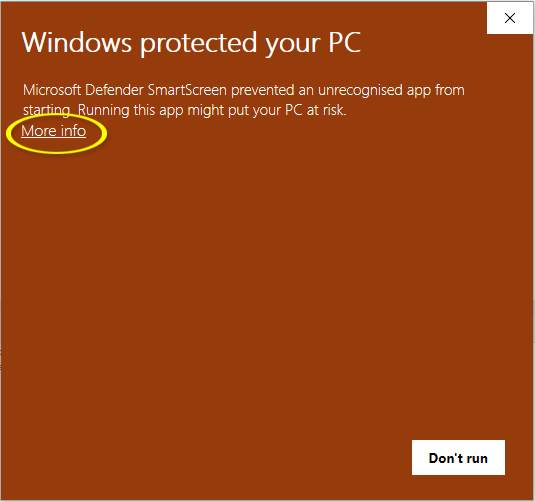 Windows protected your PC
Microsoft Defender SmartScreen prevented an unrecognised app from
starting. Running this app might put your PC at risk.
More info
Don't run